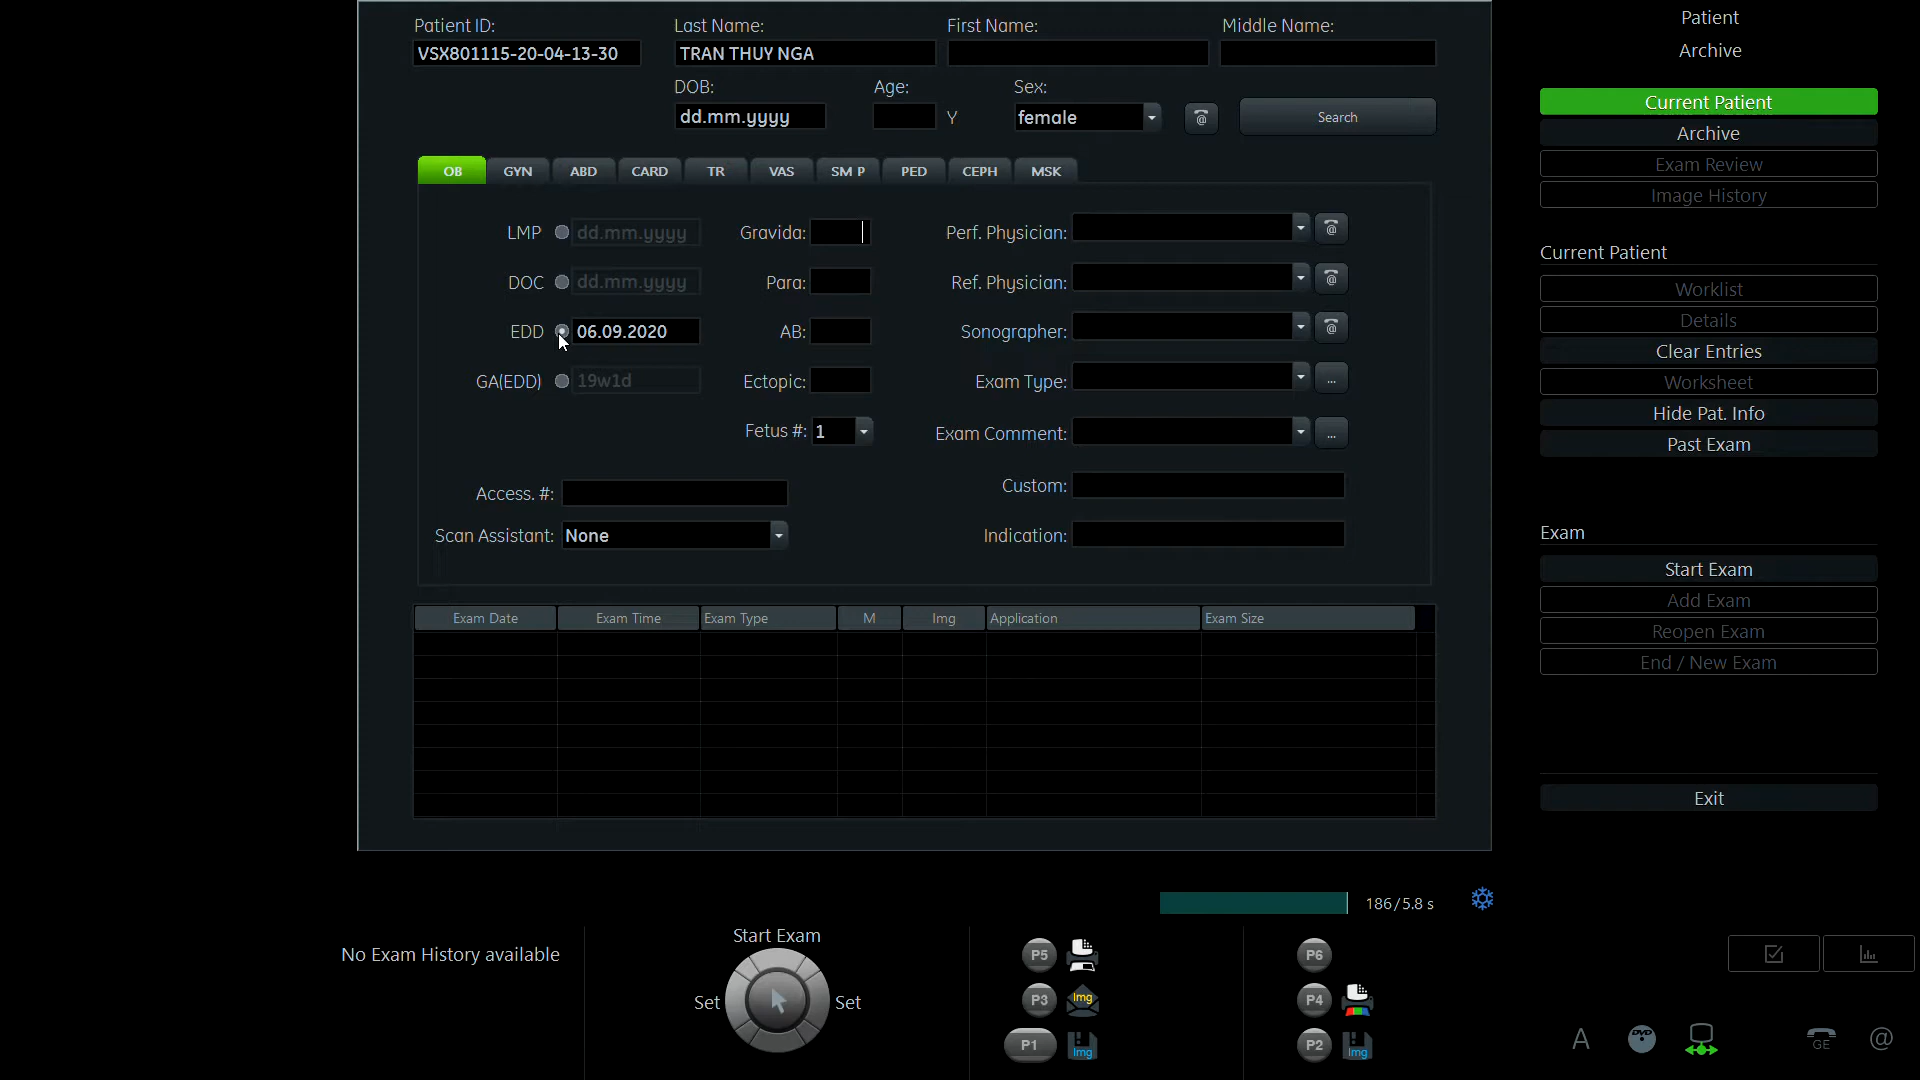 Patient ID: Last Name: First Name: Middle Name:
VSX801115-20-04-13-30 TRAN THUY NGA
DOB: Age: Sex:
dd.mm.yyyy Y female @ Search
OB GYN ABD CARD TR VAS SM P PED CEPH MSK
LMP dd.mm.yyyy Gravida: Perf. Physician: @
DOC dd.mm.yyyy Para: Ref. Physician: @
EDD 06.09.2020 AB: Sonographer: @
GA(EDD) 19w1d Ectopic: Exam Type: ...
Fetus #: 1 Exam Comment: ...
Access. #: Custom:
Scan Assistant: None Indication:
Exam Date Exam Time Exam Type M Img Application Exam Size
Patient
Archive
Current Patient
Archive
Exam Review
Image History
Current Patient
Worklist
Details
Clear Entries
Worksheet
Hide Pat. Info
Past Exam
Exam
Start Exam
Add Exam
Reopen Exam
End / New Exam
Exit
186/5.8 s
No Exam History available
Start Exam
Set Set
P5
P3 Img
P1 Img
P6
P4
P2 Img
A DVD GE @